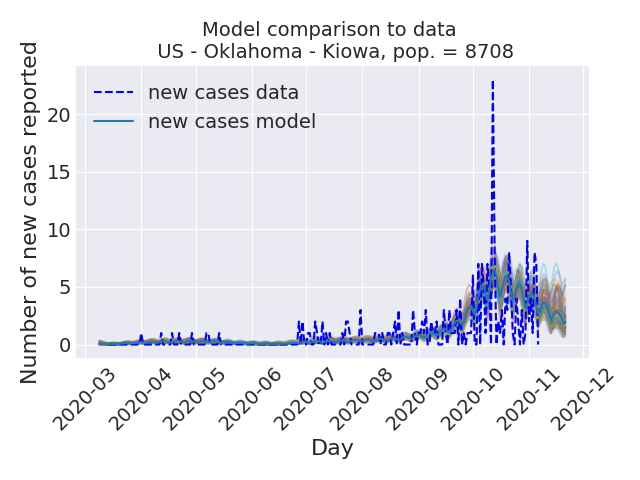 Model comparison to data
US - Oklahoma - Kiowa, pop. = 8708
Number of new cases reported
20
15
10
5
0
new cases data
new cases model
2020-03
2020-04
2020-05
2020-06
2020-07
2020-08
2020-09
2020-10
2020-11
2020-12
Day